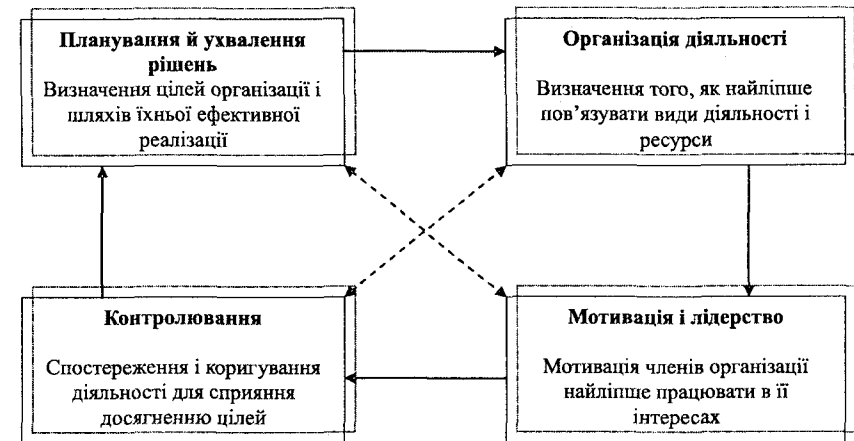 Планування й ухвалення
рішень
Визначення цілей організації і
шляхів їхньої ефективної
реалізації
Організація діяльності
Визначення того, як найліпше
пов’язувати види діяльності і
ресурси
Контролювання
Спостереження і коригування
діяльності для сприяння
досягненню цілей
Мотивація і лідерство
Мотивація членів організації
найліпше працювати в її
інтересах